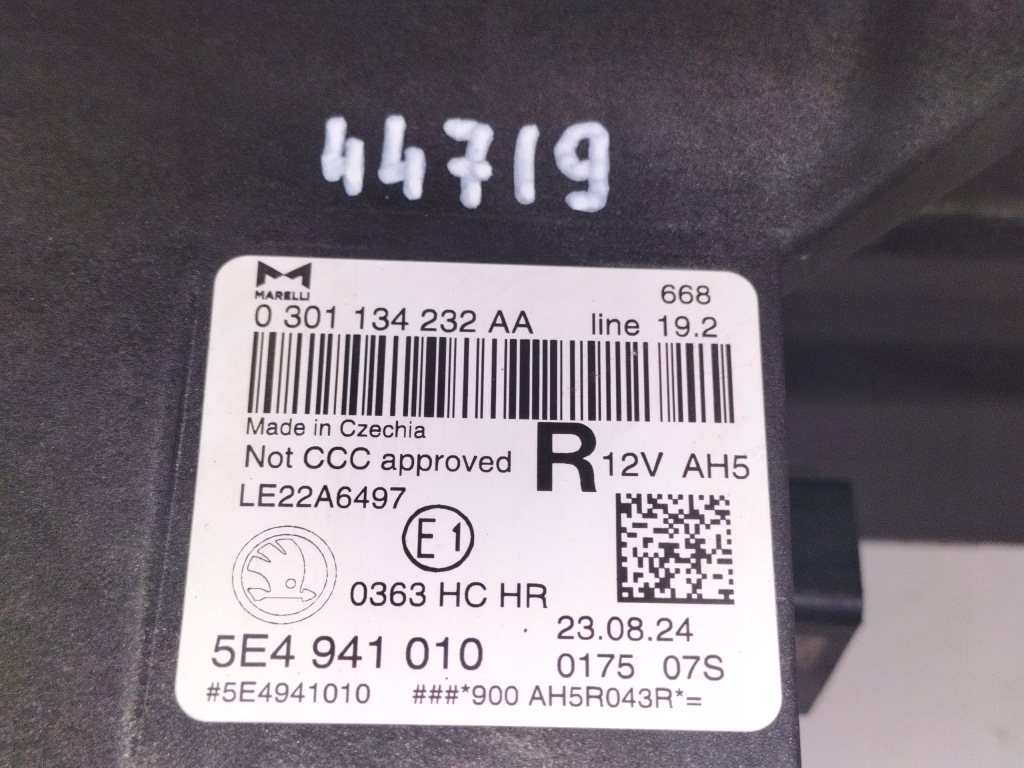 44719
MARELLI
668
0 301 134 232 AA line 19.2
Made in Czechia
Not CCC approved R 12V AH5
LE22A6497
E1
0363 HC HR
5E4 941 010
23.08.24
0175 07S
#5E4941010 ###*900 AH5R043R*=